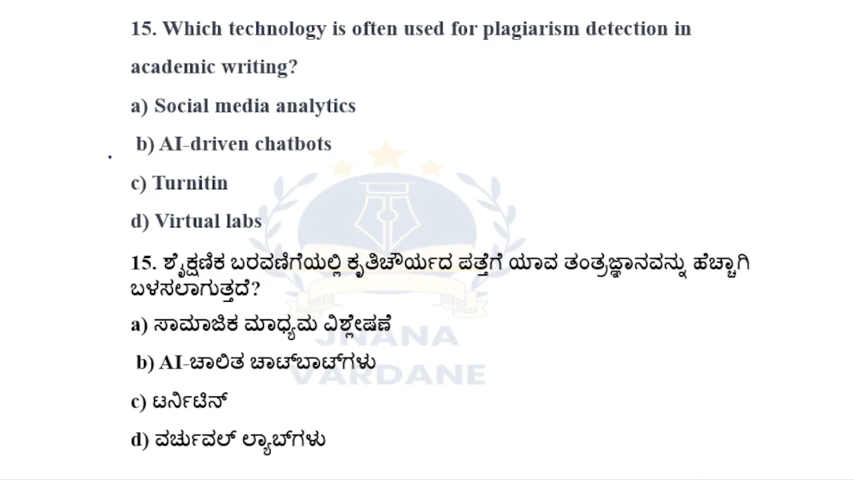 15. Which technology is often used for plagiarism detection in
academic writing?
a) Social media analytics
b) AI-driven chatbots
c) Turnitin
d) Virtual labs
15. ಶೈಕ್ಷಣಿಕ ಬರವಣಿಗೆಯಲ್ಲಿ ಕೃತಿಚೌರ್ಯದ ಪತ್ತೆಗೆ ಯಾವ ತಂತ್ರಜ್ಞಾನವನ್ನು ಹೆಚ್ಚಾಗಿ
ಬಳಸಲಾಗುತ್ತದೆ?
a) ಸಾಮಾಜಿಕ ಮಾಧ್ಯಮ ವಿಶ್ಲೇಷಣೆ
JNANA
b) AI-ಚಾಲಿತ ಚಾಟ್‌ಬಾಟ್‌ಗಳು
VARDANE
c) ಟರ್ನಿಟಿನ್
d) ವರ್ಚುವಲ್ ಲ್ಯಾಬ್‌ಗಳು